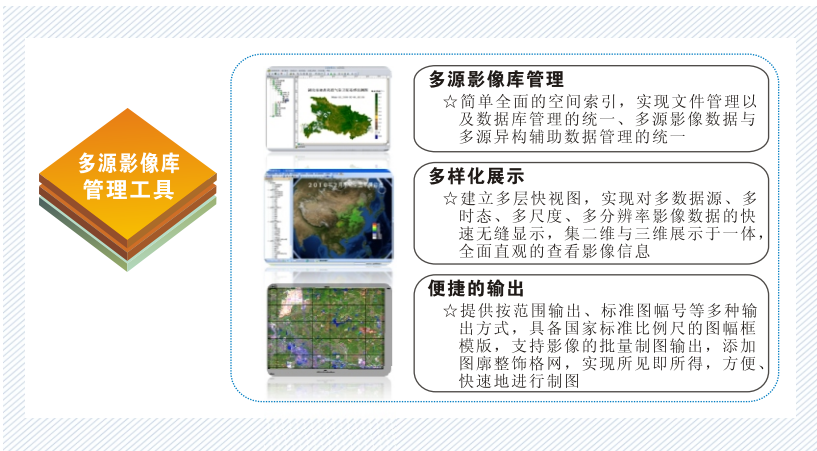 多源影像库
管理工具
多源影像库管理
☆简单全面的空间索引，实现文件管理以
及数据库管理的统一、多源影像数据与
多源异构辅助数据管理的统一
多样化展示
☆建立多层快视图，实现对多数据源、多
时态、多尺度、多分辨率影像数据的快
速无缝显示，集二维与三维展示于一体，
全面直观的查看影像信息
便捷的输出
☆提供按范围输出、标准图幅号等多种输
出方式，具备国家标准比例尺的图幅框
模版，支持影像的批量制图输出，添加
图廓整饰格网，实现所见即所得，方便、
快速地进行制图